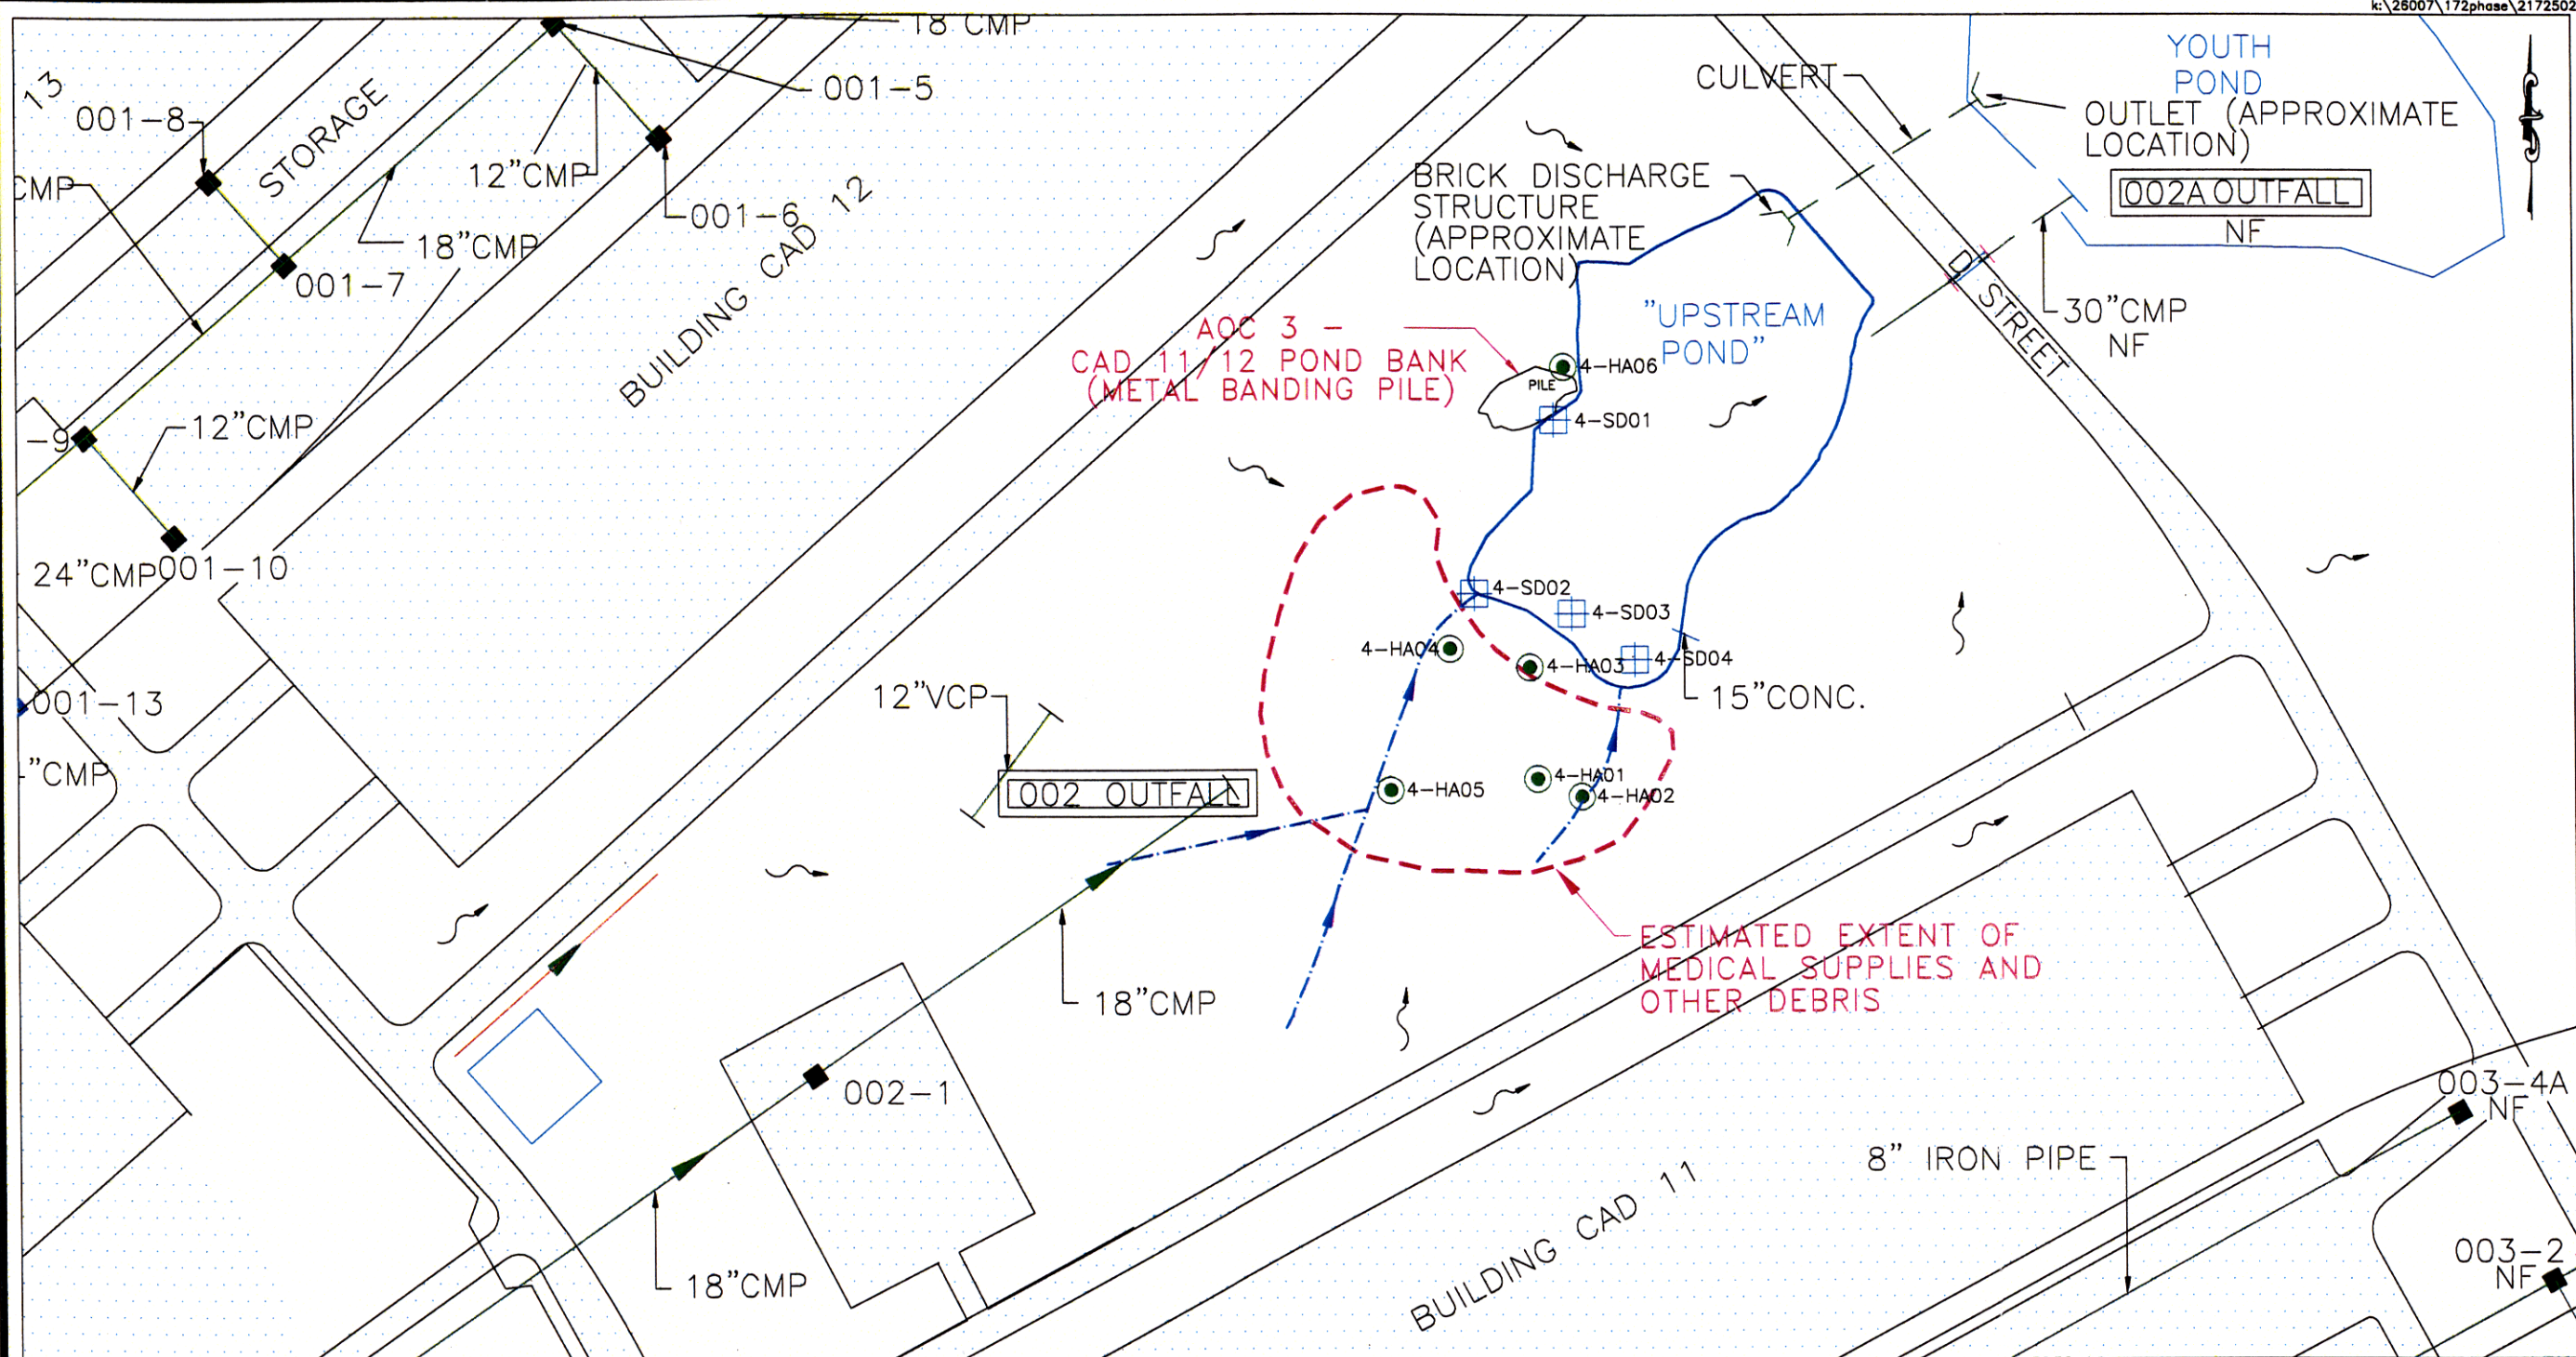 k:\26007\172phase\2172502
18"CMP
YOUTH
POND
CULVERT
001-5
13
001-8
STORAGE
OUTLET (APPROXIMATE
LOCATION)
12"CMP
BRICK DISCHARGE
STRUCTURE
(APPROXIMATE
LOCATION)
CMP
002A OUTFALL
NF
001-6
18"CMP
001-7
BUILDING CAD 12
D STREET
30"CMP
NF
"UPSTREAM
POND"
AOC 3 -
CAD 11/12 POND BANK
(METAL BANDING PILE)
PILE
4-HA06
4-SD01
-9
12"CMP
24"CMP
001-10
4-SD02
4-SD03
4-HA04
4-HA03
4-SD04
001-13
12"VCP
15"CONC.
"CMP
002 OUTFALL
4-HA05
4-HA01
4-HA02
ESTIMATED EXTENT OF
MEDICAL SUPPLIES AND
OTHER DEBRIS
18"CMP
002-1
003-4A
NF
8" IRON PIPE
BUILDING CAD 11
003-2
NF
18"CMP